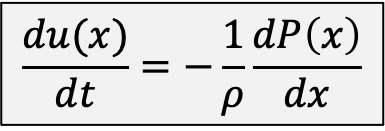 du(x)/dt = − 1/ρ dP(x)/dx